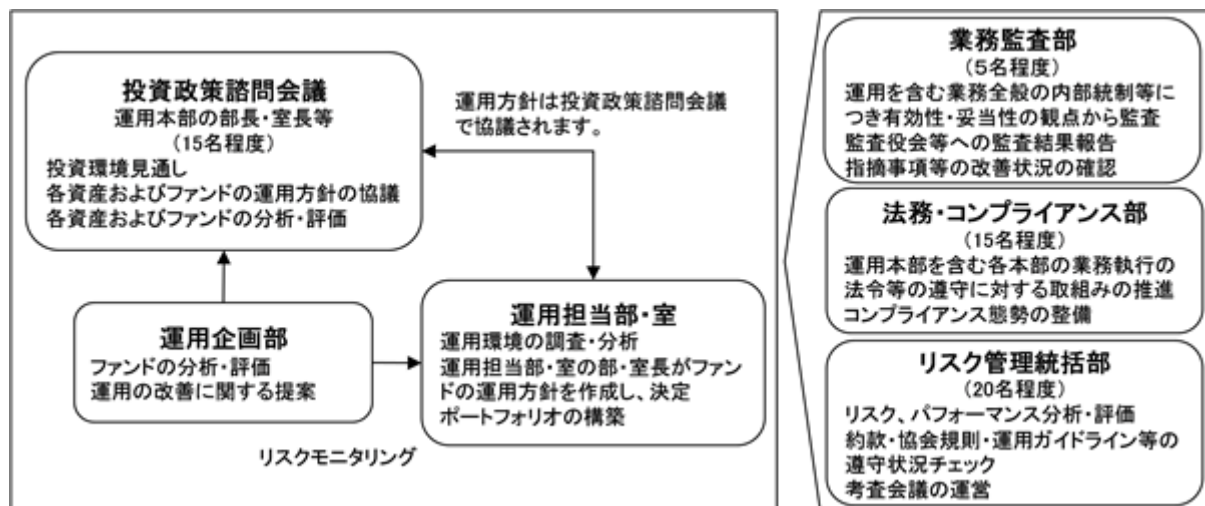 投資政策諮問会議
運用本部の部長・室長等
(15名程度)
投資環境見通し
各資産およびファンドの運用方針の協議
各資産およびファンドの分析・評価
運用方針は投資政策諮問会議
で協議されます。
運用企画部
ファンドの分析・評価
運用の改善に関する提案
運用担当部・室
運用環境の調査・分析
運用担当部・室の部・室長がファン
ドの運用方針を作成し、決定
ポートフォリオの構築
リスクモニタリング
業務監査部
(5名程度)
運用を含む業務全般の内部統制等に
つき有効性・妥当性の観点から監査
監査役会等への監査結果報告
指摘事項等の改善状況の確認
法務・コンプライアンス部
(15名程度)
運用本部を含む各本部の業務執行の
法令等の遵守に対する取組みの推進
コンプライアンス態勢の整備
リスク管理統括部
(20名程度)
リスク、パフォーマンス分析・評価
約款・協会規則・運用ガイドライン等の
遵守状況チェック
考査会議の運営